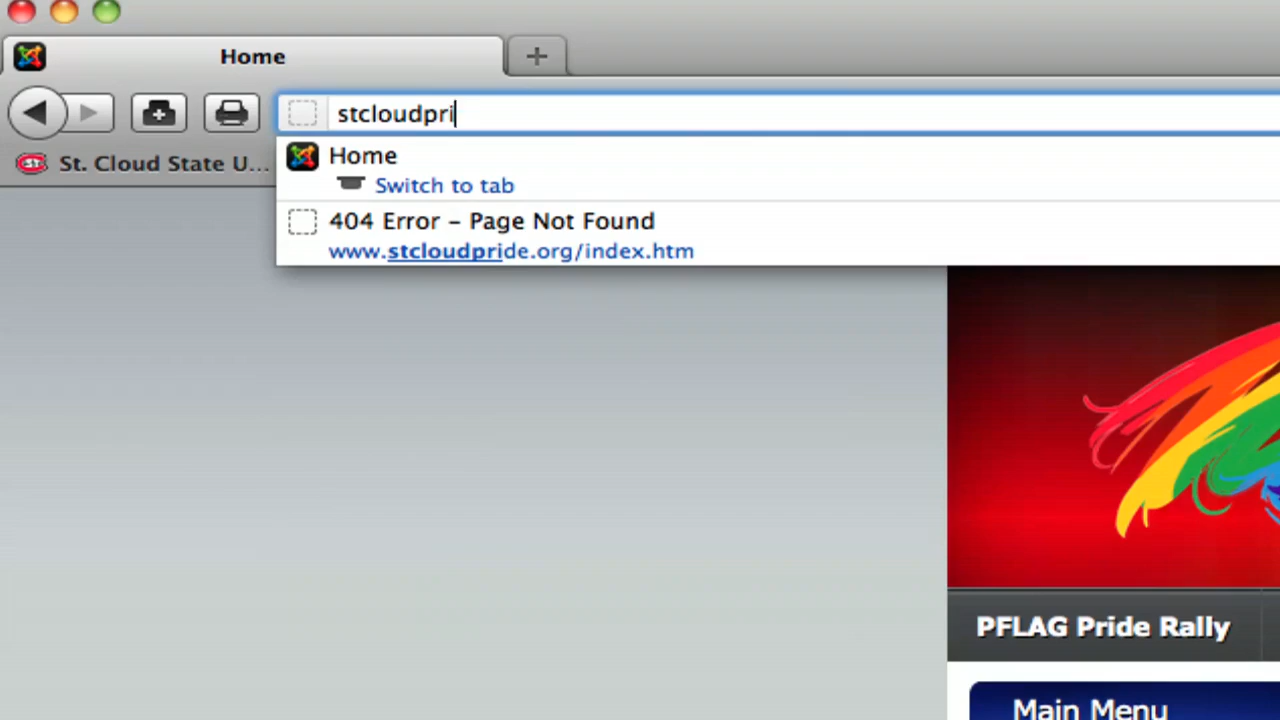 Home
stcloudpri
St. Cloud State U...
Home
Switch to tab
404 Error – Page Not Found
www.stcloudpride.org/index.htm
PFLAG Pride Rally
Main Menu